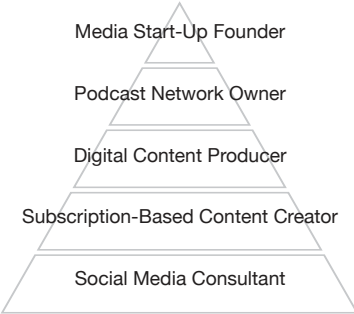 Media Start-Up Founder
Podcast Network Owner
Digital Content Producer
Subscription-Based Content Creator
Social Media Consultant